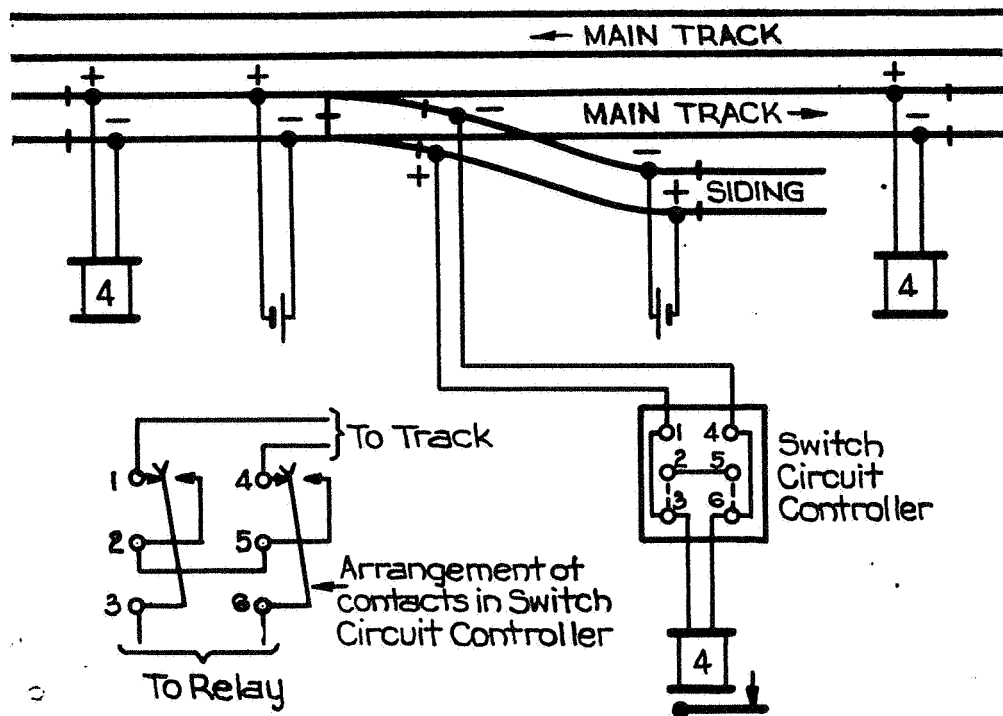 ← MAIN TRACK
+ + +
MAIN TRACK →
− − − −
+ − +
SIDING
4 4
1 4
2 5
3 6
Switch
Circuit
Controller
To Track
1 4
2 5
3 6
Arrangement of
contacts in Switch
Circuit Controller
To Relay
4